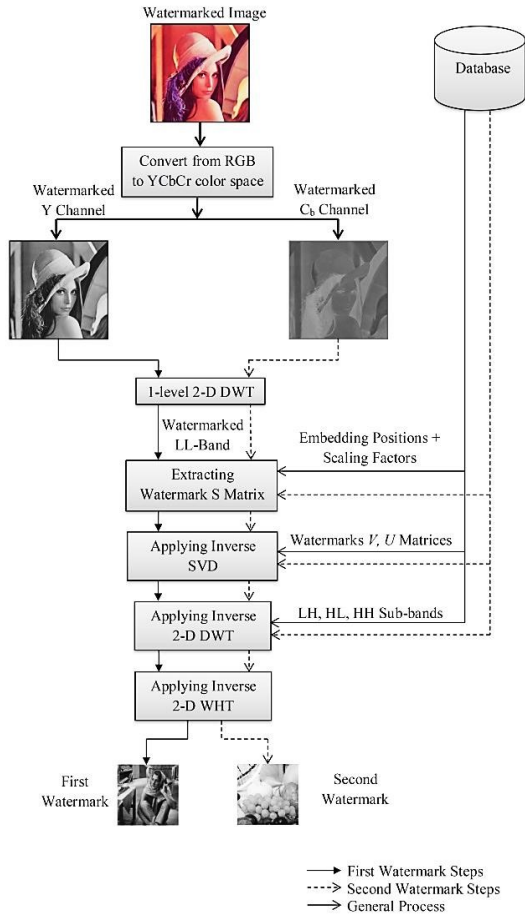 Watermarked Image
Database
Convert from RGB
to YCbCr color space
Watermarked
Y Channel
Watermarked
Cb Channel
1-level 2-D DWT
Watermarked
LL-Band
Embedding Positions +
Scaling Factors
Extracting
Watermark S Matrix
Watermarks V, U Matrices
Applying Inverse
SVD
LH, HL, HH Sub-bands
Applying Inverse
2-D DWT
Applying Inverse
2-D WHT
First
Watermark
Second
Watermark
First Watermark Steps
Second Watermark Steps
General Process